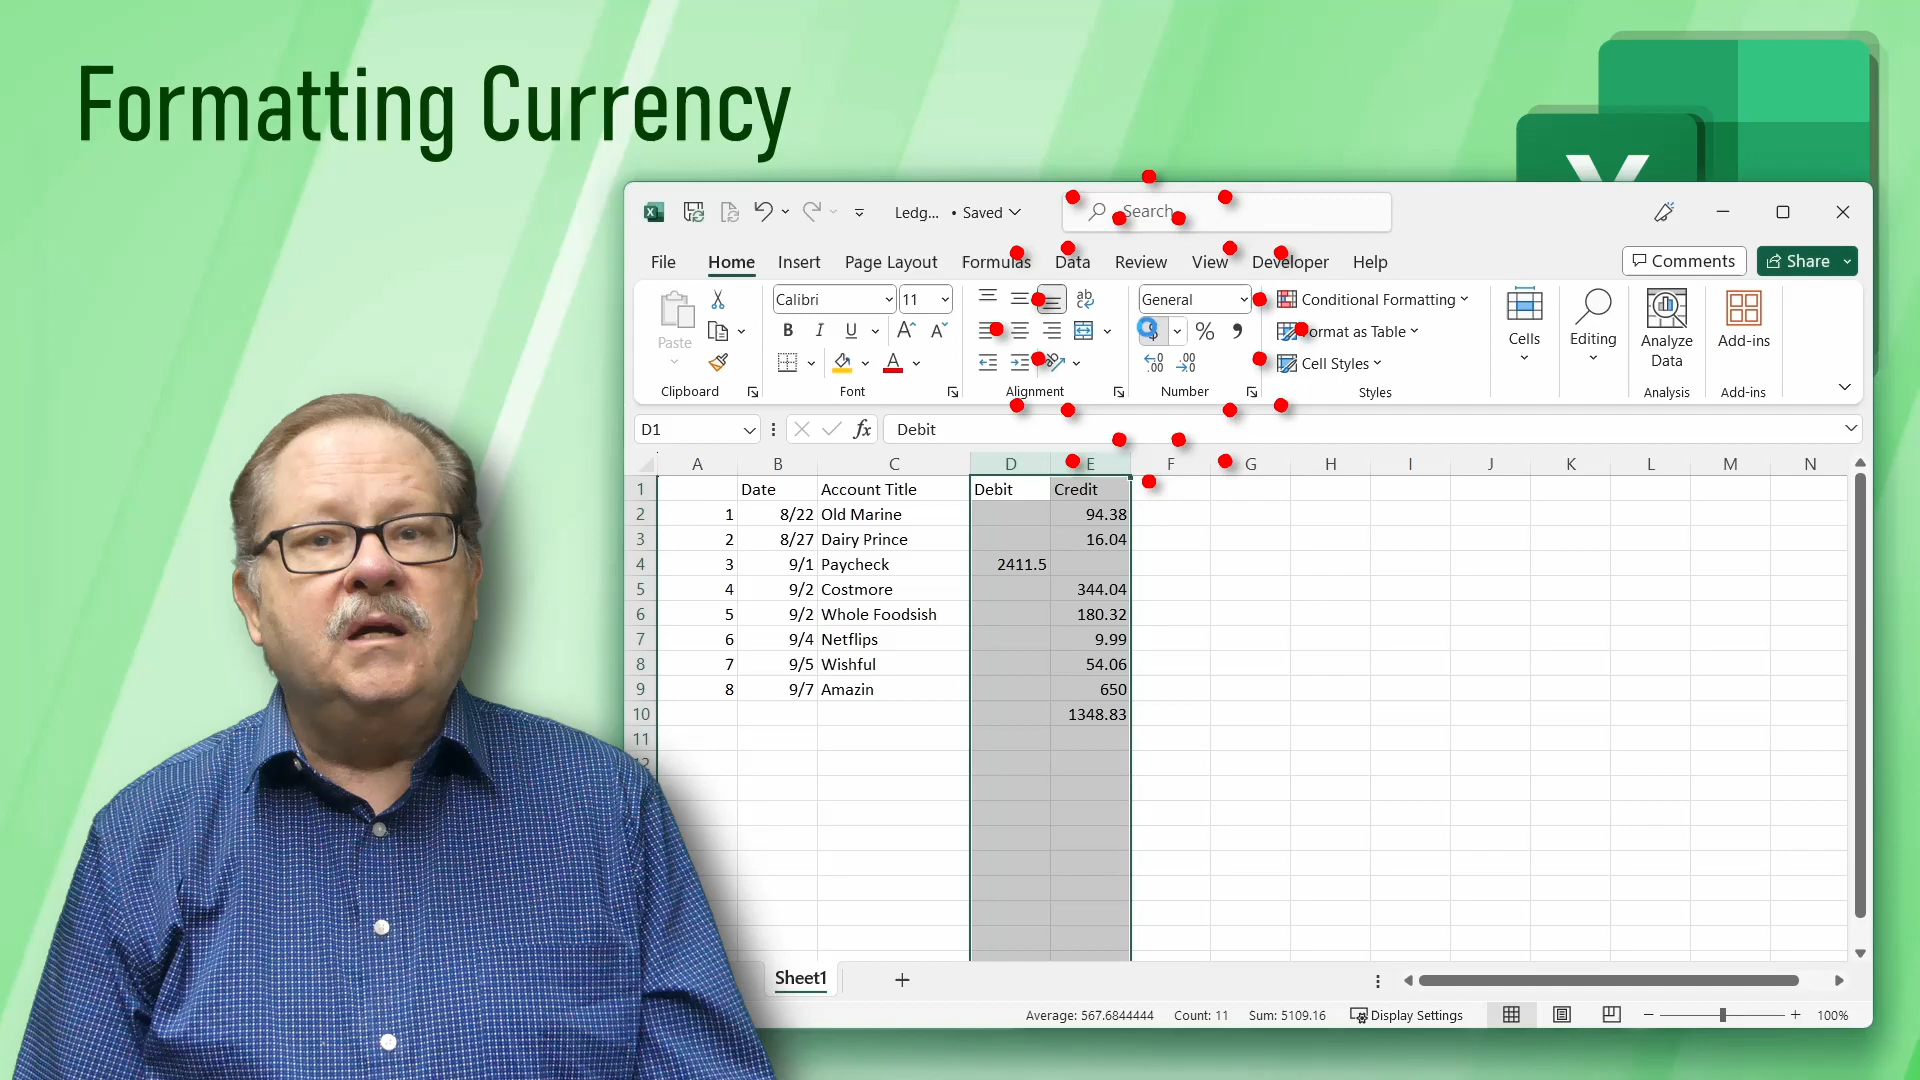 Formatting Currency
X
Ledg... • Saved
Search
File Home Insert Page Layout Formulas Data Review View Developer Help
Comments Share
Paste
Clipboard
Calibri 11
B I U A A
A
Font
ab
Alignment
General
$ % ,
.00
.00
Number
Conditional Formatting
Format as Table
Cell Styles
Styles
Cells
Editing
Analyze Data
Analysis
Add-ins
Add-ins
D1 fx Debit
A B C D E F G H I J K L M N
1 Date Account Title Debit Credit
2 1 8/22 Old Marine 94.38
3 2 8/27 Dairy Prince 16.04
4 3 9/1 Paycheck 2411.5
5 4 9/2 Costmore 344.04
6 5 9/2 Whole Foodsish 180.32
7 6 9/4 Netflips 9.99
8 7 9/5 Wishful 54.06
9 8 9/7 Amazin 650
10 1348.83
11
12
Sheet1
Average: 567.6844444 Count: 11 Sum: 5109.16 Display Settings 100%